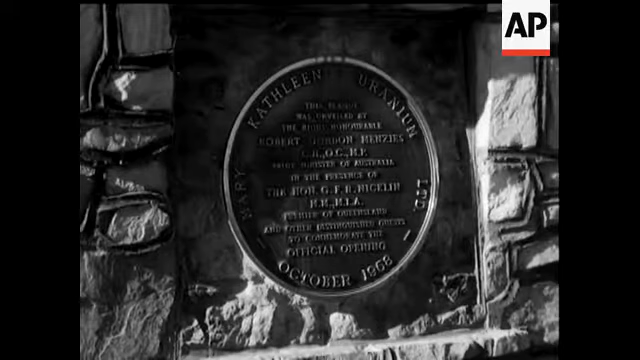 AP
MARY KATHLEEN URANIUM LTD.
THIS PLAQUE
WAS UNVEILED BY
THE RIGHT HONOURABLE
ROBERT GORDON MENZIES
C.H., Q.C., M.P.
PRIME MINISTER OF AUSTRALIA
IN THE PRESENCE OF
THE HON. G.F.R. NICKLIN
M.M., M.L.A.
PREMIER OF QUEENSLAND
AND OTHER DISTINGUISHED GUESTS
TO COMMEMORATE THE
OFFICIAL OPENING
OCTOBER
AP
AP